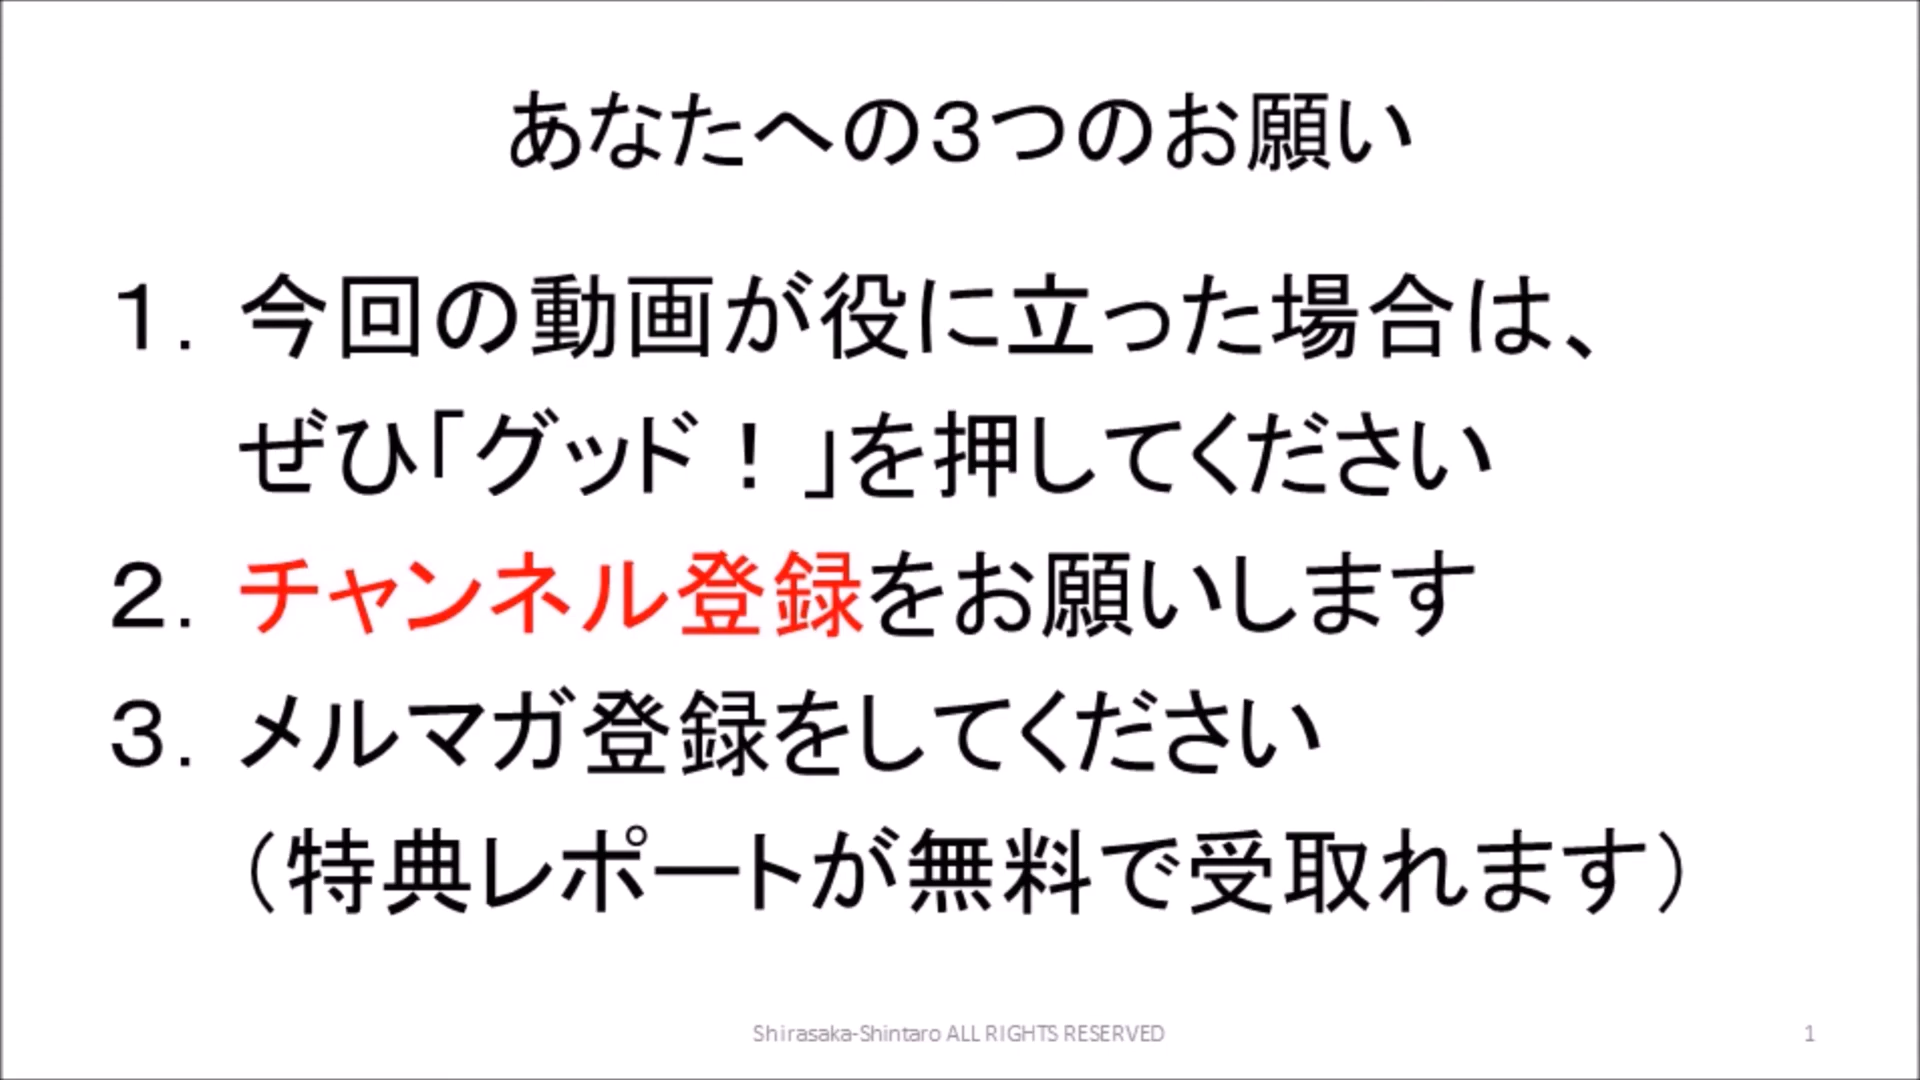 あなたへの３つのお願い
１．今回の動画が役に立った場合は、
ぜひ「グッド！」を押してください
２．チャンネル登録をお願いします
３．メルマガ登録をしてください
（特典レポートが無料で受取れます）
Shirasaka-Shintaro ALL RIGHTS RESERVED
1